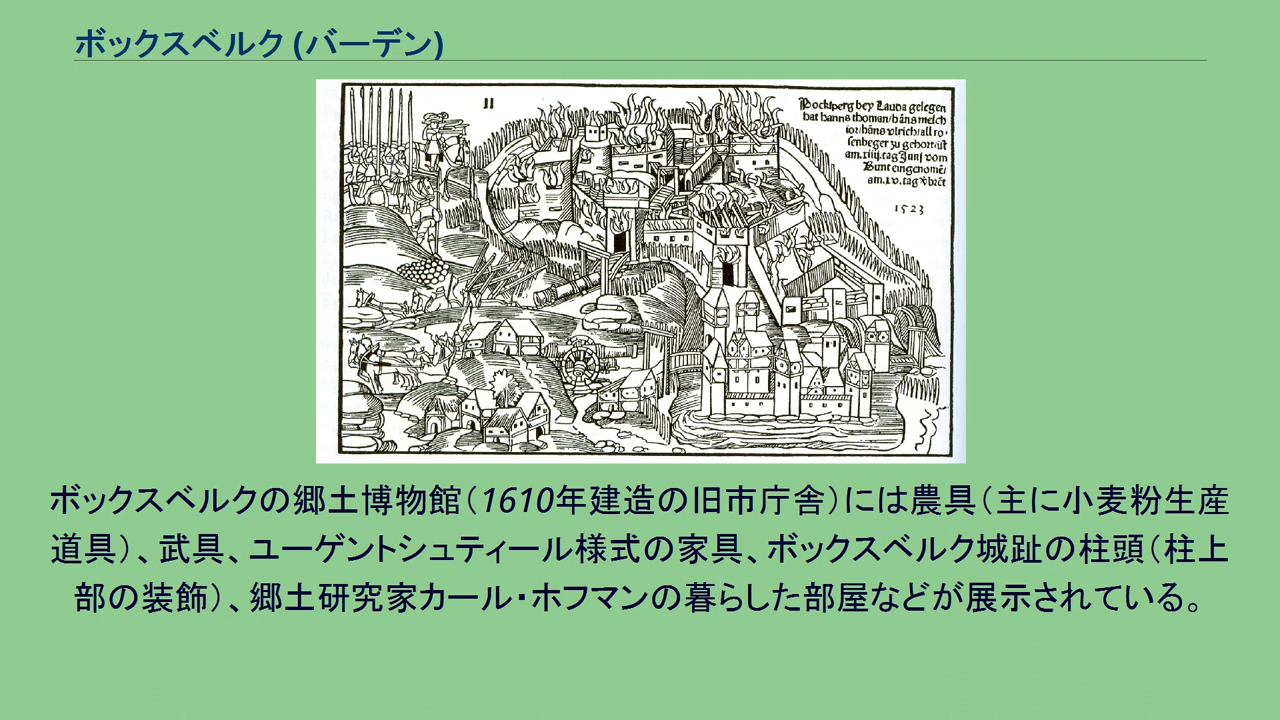 ボックスベルク (バーデン)
II
Pocksperg bey Lauda gelegen
hat hanns thoman/hans melch
ior/hans vlrich/all ro-
senbeger zu gehort/ist
am.xiiij.tag Junj vom
Bunt eingenomē
am.xv.tag
1523
ボックスベルクの郷土博物館（1610年建造の旧市庁舎）には農具（主に小麦粉生産
道具）、武具、ユーゲントシュティール様式の家具、ボックスベルク城趾の柱頭（柱上
部の装飾）、郷土研究家カール・ホフマンの暮らした部屋などが展示されている。